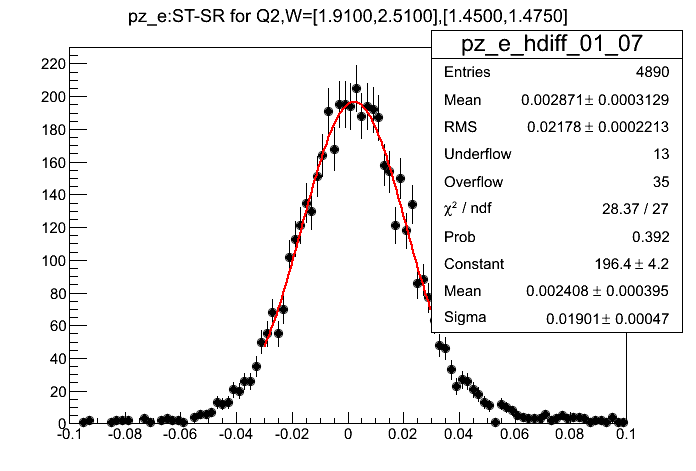 pz_e:ST-SR for Q2,W=[1.9100,2.5100],[1.4500,1.4750]
pz_e_hdiff_01_07
Entries 4890
Mean 0.002871± 0.0003129
RMS 0.02178± 0.0002213
Underflow 13
Overflow 35
χ² / ndf 28.37 / 27
Prob 0.392
Constant 196.4± 4.2
Mean 0.002408± 0.000395
Sigma 0.01901± 0.00047
220
200
180
160
140
120
100
80
60
40
20
0
-0.1 -0.08 -0.06 -0.04 -0.02 0 0.02 0.04 0.06 0.08 0.1